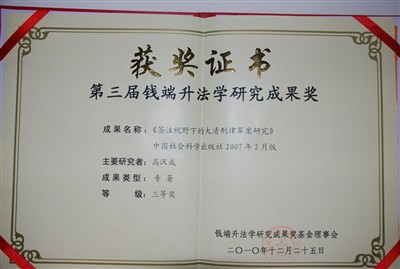 获奖证书
第三届钱端升法学研究成果奖
成果名称:《签注视野下的大清刑律草案研究》
中国社会科学出版社2007年2月版
主要研究者:高汉成
成果类型:专著
等 级:三等奖
钱端升法学研究成果奖基金理事会
二〇一〇年十二月二十五日